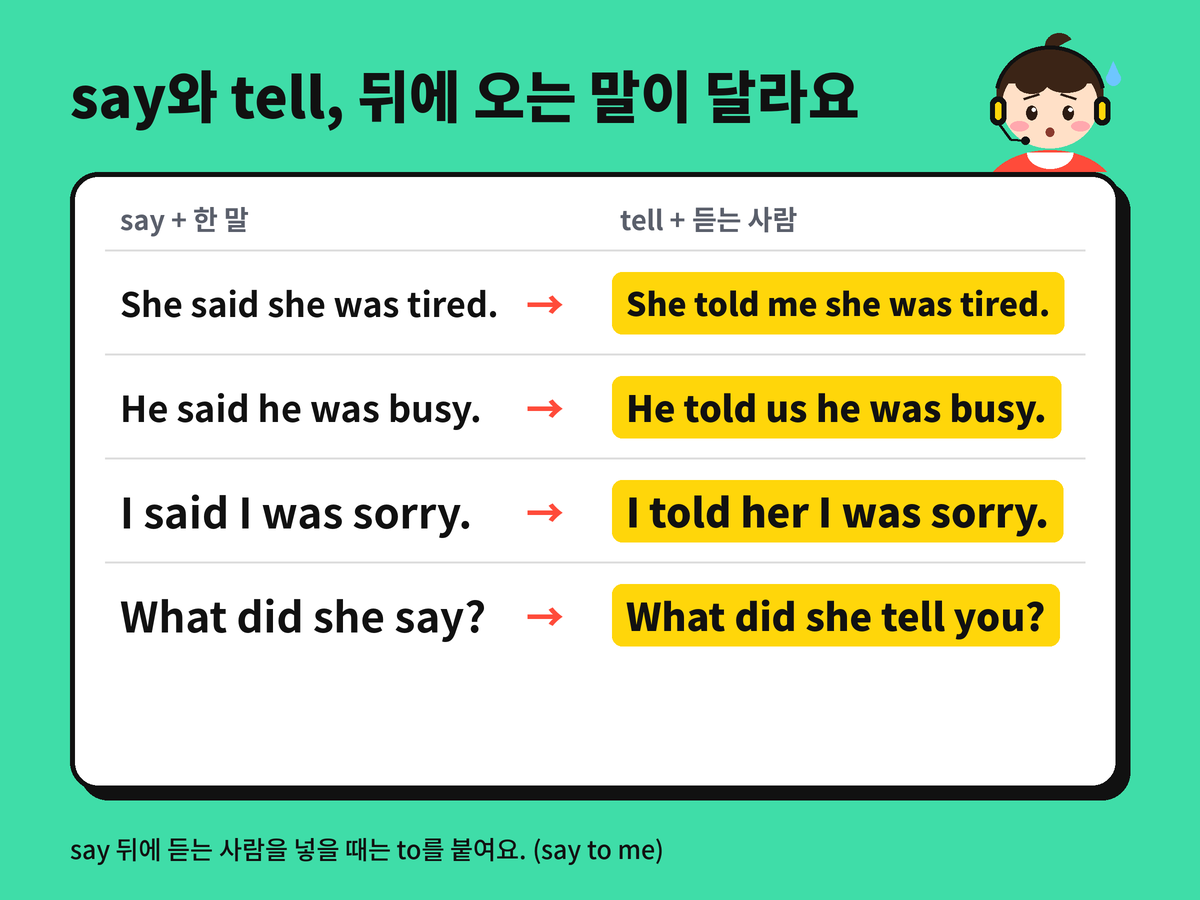 say와 tell, 뒤에 오는 말이 달라요
say + 한 말 tell + 듣는 사람
She said she was tired. → She told me she was tired.
He said he was busy. → He told us he was busy.
I said I was sorry. → I told her I was sorry.
What did she say? → What did she tell you?
say 뒤에 듣는 사람을 넣을 때는 to를 붙여요. (say to me)